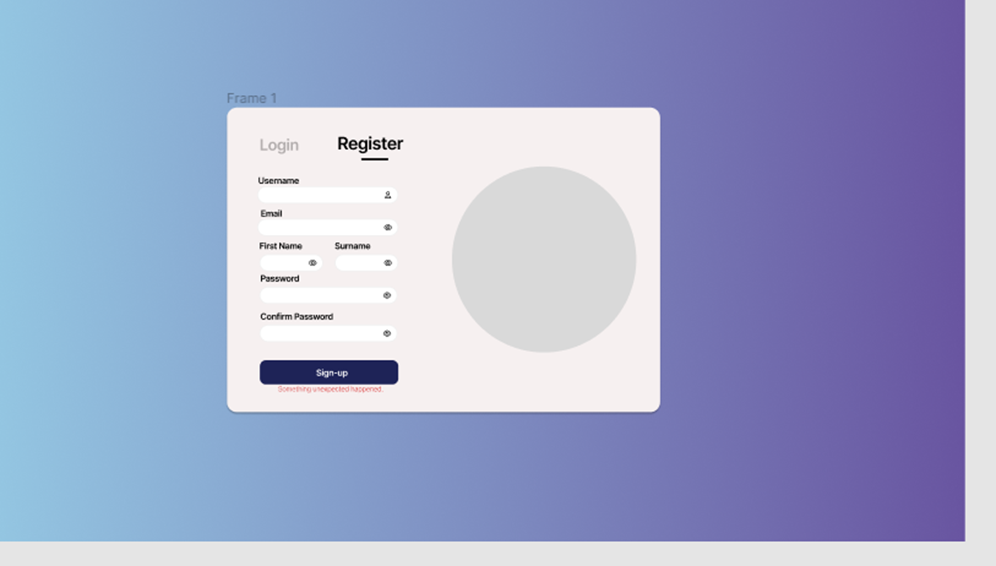 Frame 1
Login Register
Username
Email
First Name Surname
Password
Confirm Password
Sign-up
Something unexpected happened.